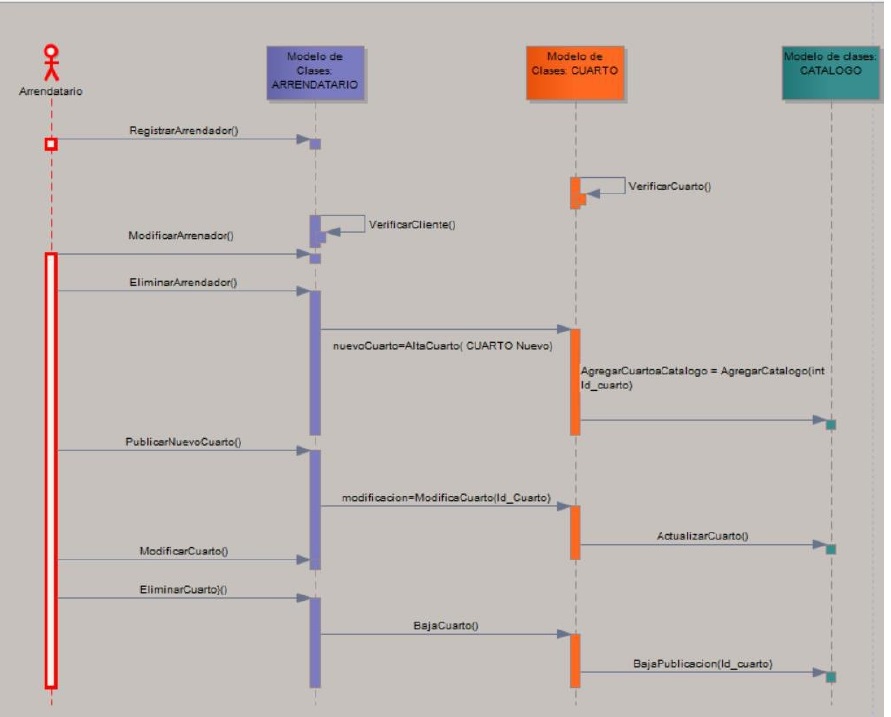 Arrendatario
Modelo de
Clases:
ARRENDATARIO
Modelo de
Clases: CUARTO
Modelo de clases:
CATALOGO
RegistrarArrendador()
VerificarCuarto()
VerificarCliente()
ModificarArrenador()
EliminarArrendador()
nuevoCuarto=AltaCuarto( CUARTO Nuevo)
AgregarCuartoaCatalogo = AgregarCatalogo(int
Id_cuarto)
PublicarNuevoCuarto()
modificacion=ModificaCuarto(Id_Cuarto)
ActualizarCuarto()
ModificarCuarto()
EliminarCuarto)()
BajaCuarto()
BajaPublicacion(Id_cuarto)